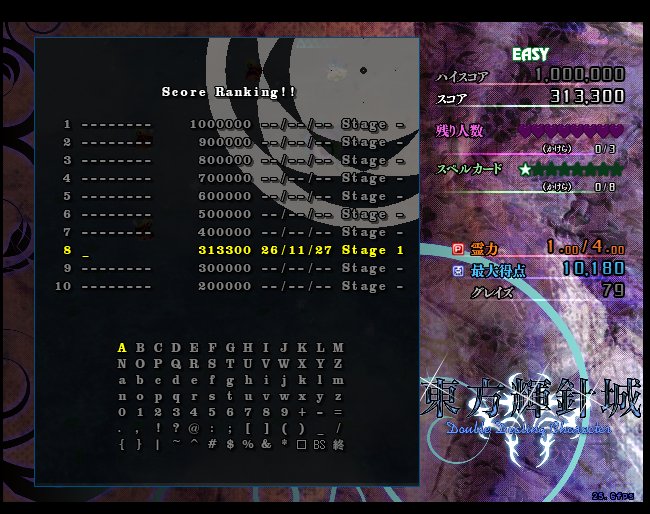 Score Ranking!!
1 -------- 1000000 --/--/-- Stage -
2 -------- 900000 --/--/-- Stage -
3 -------- 800000 --/--/-- Stage -
4 -------- 700000 --/--/-- Stage -
5 -------- 600000 --/--/-- Stage -
6 -------- 500000 --/--/-- Stage -
7 -------- 400000 --/--/-- Stage -
8 _ 313300 26/11/27 Stage 1
9 -------- 300000 --/--/-- Stage -
10 -------- 200000 --/--/-- Stage -
A B C D E F G H I J K L M
N O P Q R S T U V W X Y Z
a b c d e f g h i j k l m
n o p q r s t u v w x y z
0 1 2 3 4 5 6 7 8 9 + - =
. , ! ? @ : ; [ ] ( ) _ /
{ } | ~ ^ # $ % & * □ BS 終
EASY
ハイスコア 1,000,000
スコア 313,300
残り人数
(かけら) 0/3
スペルカード
(かけら) 0/8
P 霊力 1.00/4.00
最大得点 10,180
グレイズ 79
東方輝針城
Double Dealing Character